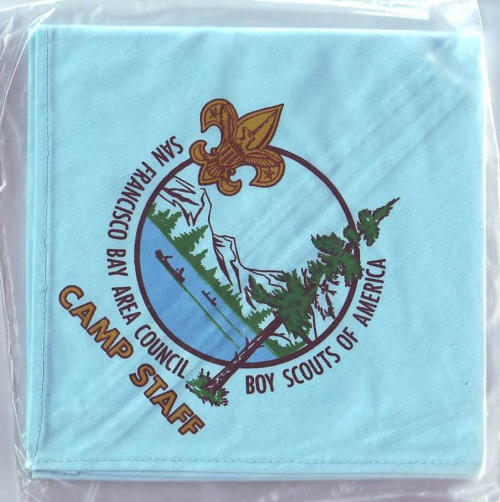 SAN FRANCISCO BAY AREA COUNCIL
BOY SCOUTS OF AMERICA
CAMP STAFF